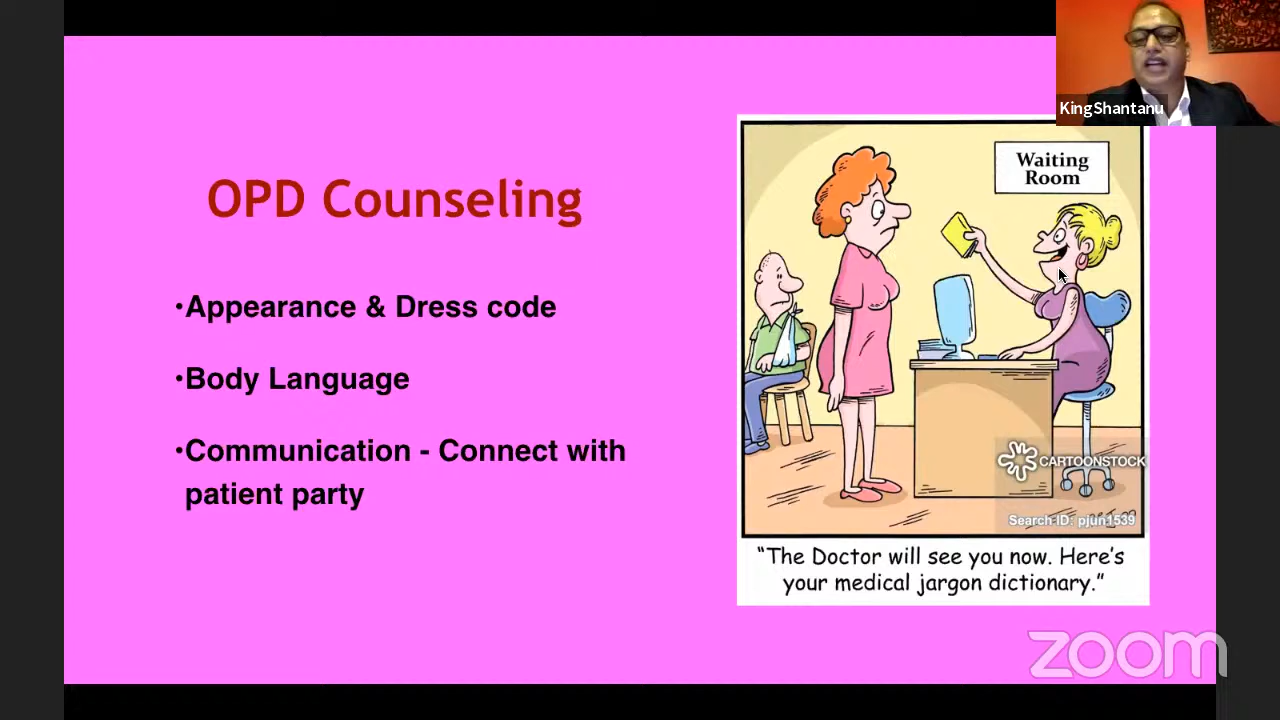 KingShantanu
OPD Counseling
•Appearance & Dress code
•Body Language
•Communication - Connect with
patient party
Waiting
Room
CARTOONSTOCK
Search ID: pjun1539
“The Doctor will see you now. Here’s
your medical jargon dictionary.”
zoom